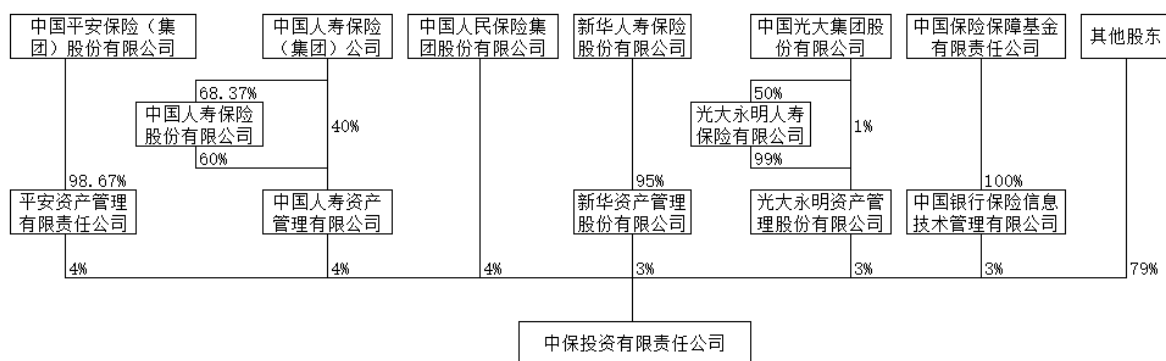 中国平安保险（集
团）股份有限公司
中国人寿保险
（集团）公司
中国人民保险集
团股份有限公司
新华人寿保险
股份有限公司
中国光大集团股
份有限公司
中国保险保障基金
有限责任公司
其他股东
68.37%
中国人寿保险
股份有限公司
60%
40%
50%
光大永明人寿
保险有限公司
99%
1%
98.67%
95%
100%
平安资产管理
有限责任公司
中国人寿资产
管理有限公司
新华资产管理
股份有限公司
光大永明资产管
理股份有限公司
中国银行保险信息
技术管理有限公司
4%
4%
4%
3%
3%
3%
79%
中保投资有限责任公司